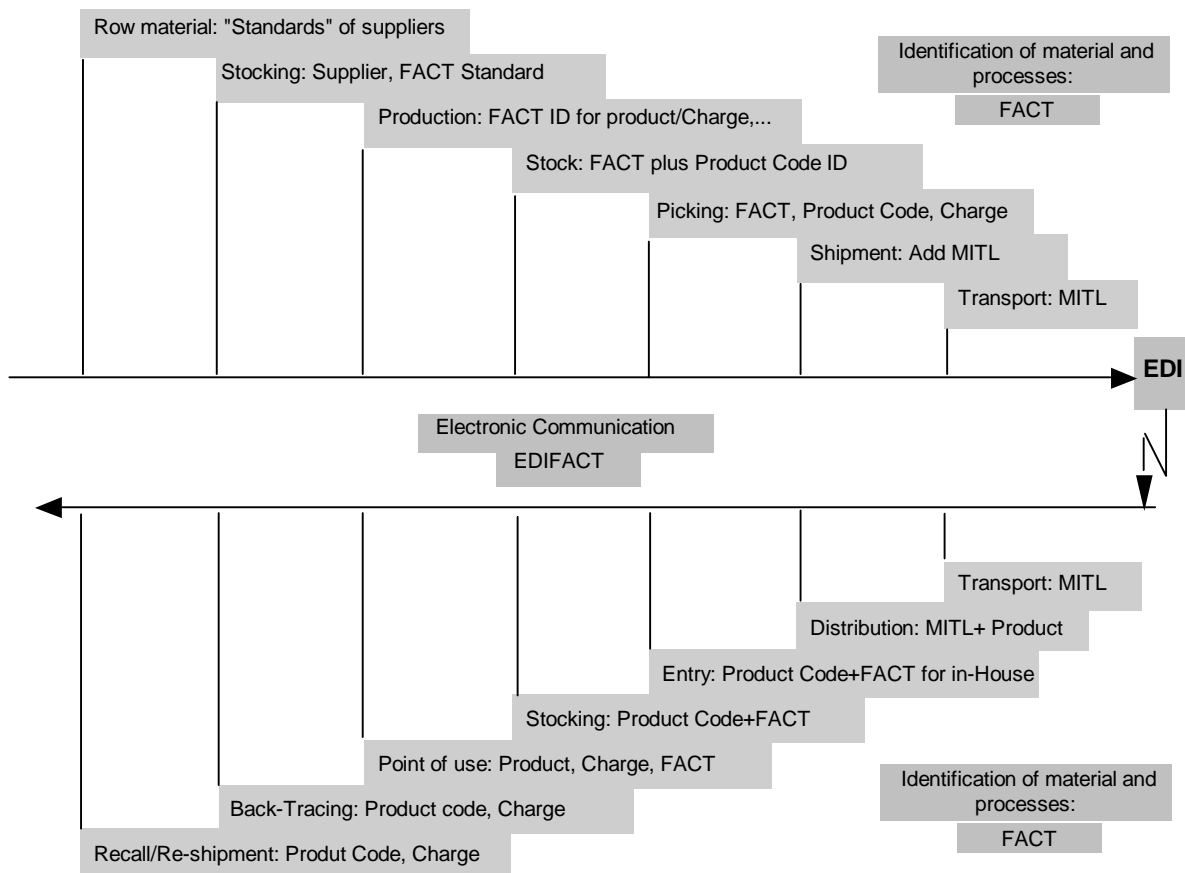 Row material: "Standards" of suppliers
Identification of material and
processes:
FACT
Stocking: Supplier, FACT Standard
Production: FACT ID for product/Charge,...
Stock: FACT plus Product Code ID
Picking: FACT, Product Code, Charge
Shipment: Add MITL
Transport: MITL
EDI
Electronic Communication
EDIFACT
Transport: MITL
Distribution: MITL+ Product
Entry: Product Code+FACT for in-House
Stocking: Product Code+FACT
Point of use: Product, Charge, FACT
Back-Tracing: Product code, Charge
Recall/Re-shipment: Produt Code, Charge
Identification of material and
processes:
FACT